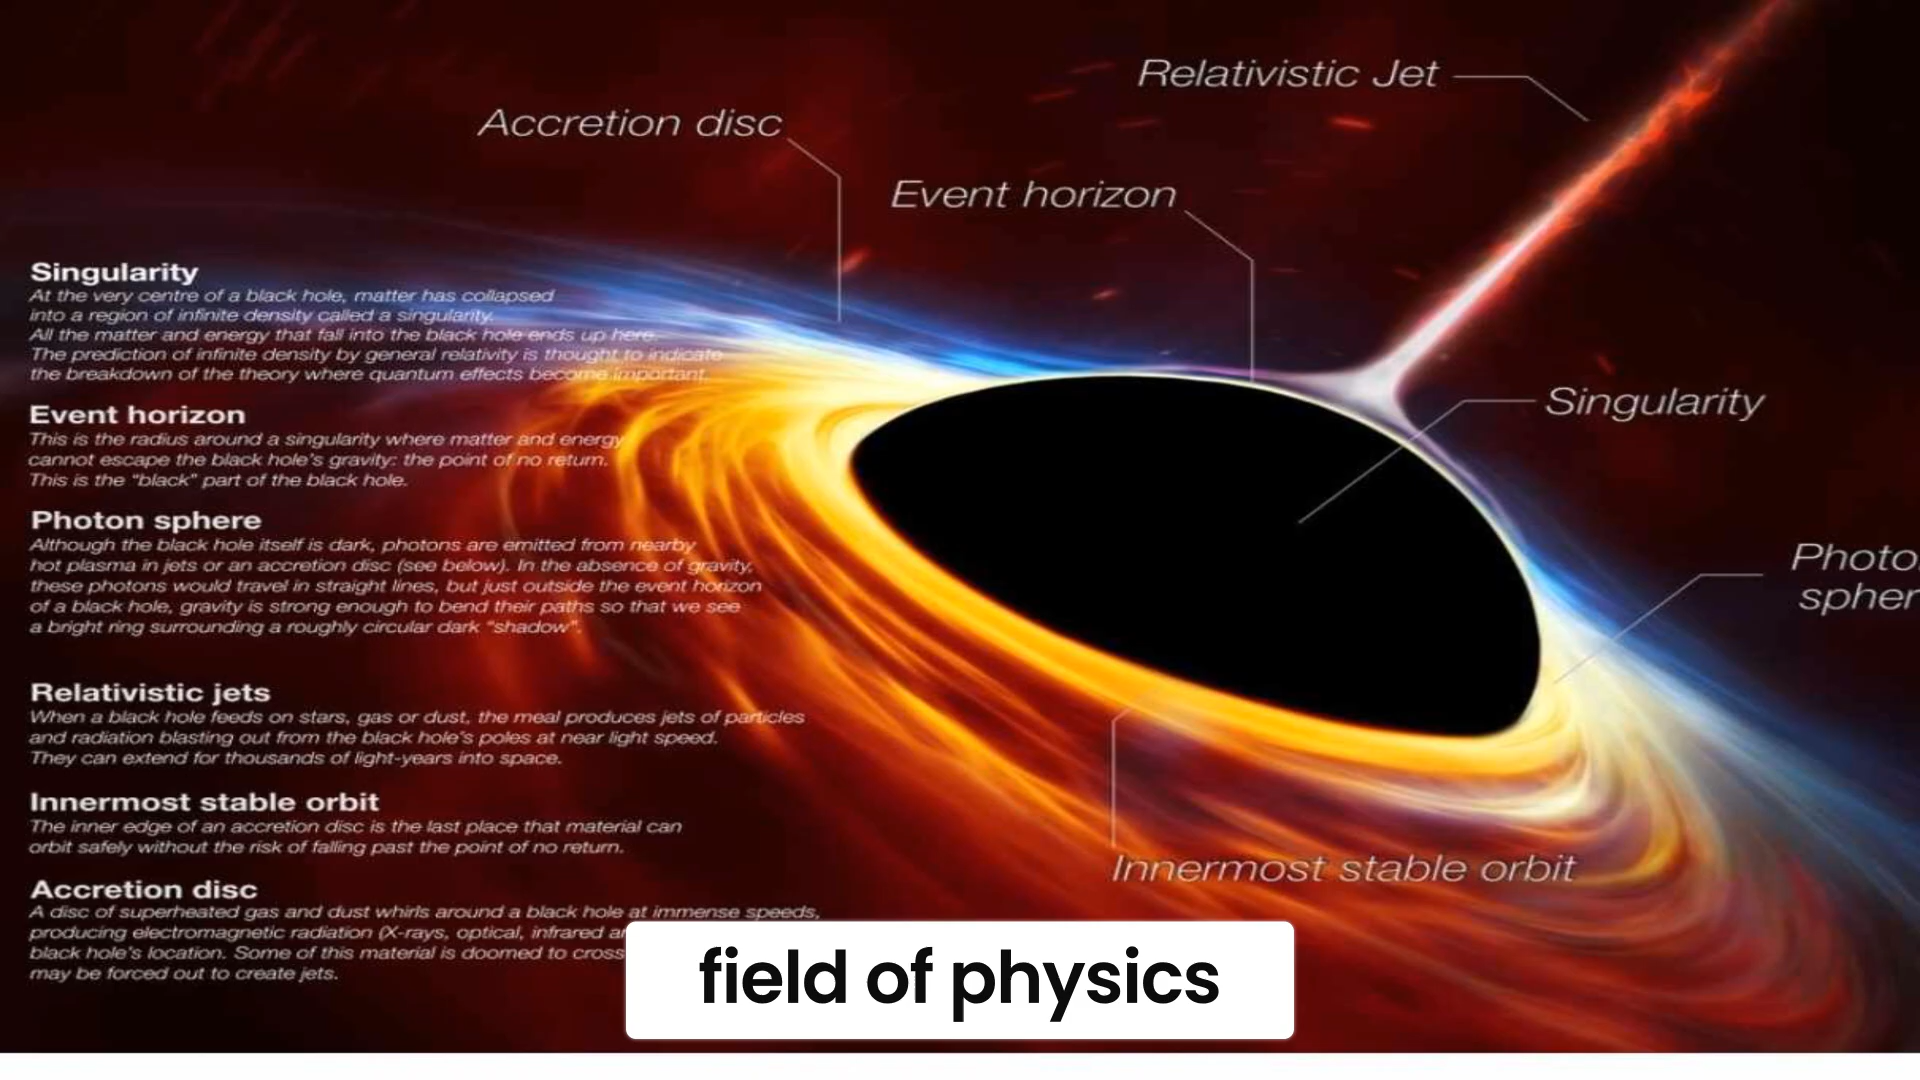 Relativistic Jet
Accretion disc
Event horizon
Singularity
At the very centre of a black hole, matter has collapsed
into a region of infinite density called a singularity.
All the matter and energy that fall into the black hole ends up here.
The prediction of infinite density by general relativity is thought to indicate
the breakdown of the theory where quantum effects become important.
Singularity
Event horizon
This is the radius around a singularity where matter and energy
cannot escape the black hole's gravity: the point of no return.
This is the "black" part of the black hole.
Photon sphere
Although the black hole itself is dark, photons are emitted from nearby
hot plasma in jets or an accretion disc (see below). In the absence of gravity,
these photons would travel in straight lines, but just outside the event horizon
of a black hole, gravity is strong enough to bend their paths so that we see
a bright ring surrounding a roughly circular dark "shadow".
Photo
spher
Relativistic jets
When a black hole feeds on stars, gas or dust, the meal produces jets of particles
and radiation blasting out from the black hole's poles at near light speed.
They can extend for thousands of light-years into space.
Innermost stable orbit
The inner edge of an accretion disc is the last place that material can
orbit safely without the risk of falling past the point of no return.
Innermost stable orbit
Accretion disc
A disc of superheated gas and dust whirls around a black hole at immense speeds,
producing electromagnetic radiation (X-rays, optical, infrared
black hole's location. Some of this material is doomed to cross
may be forced out to create jets.
field of physics